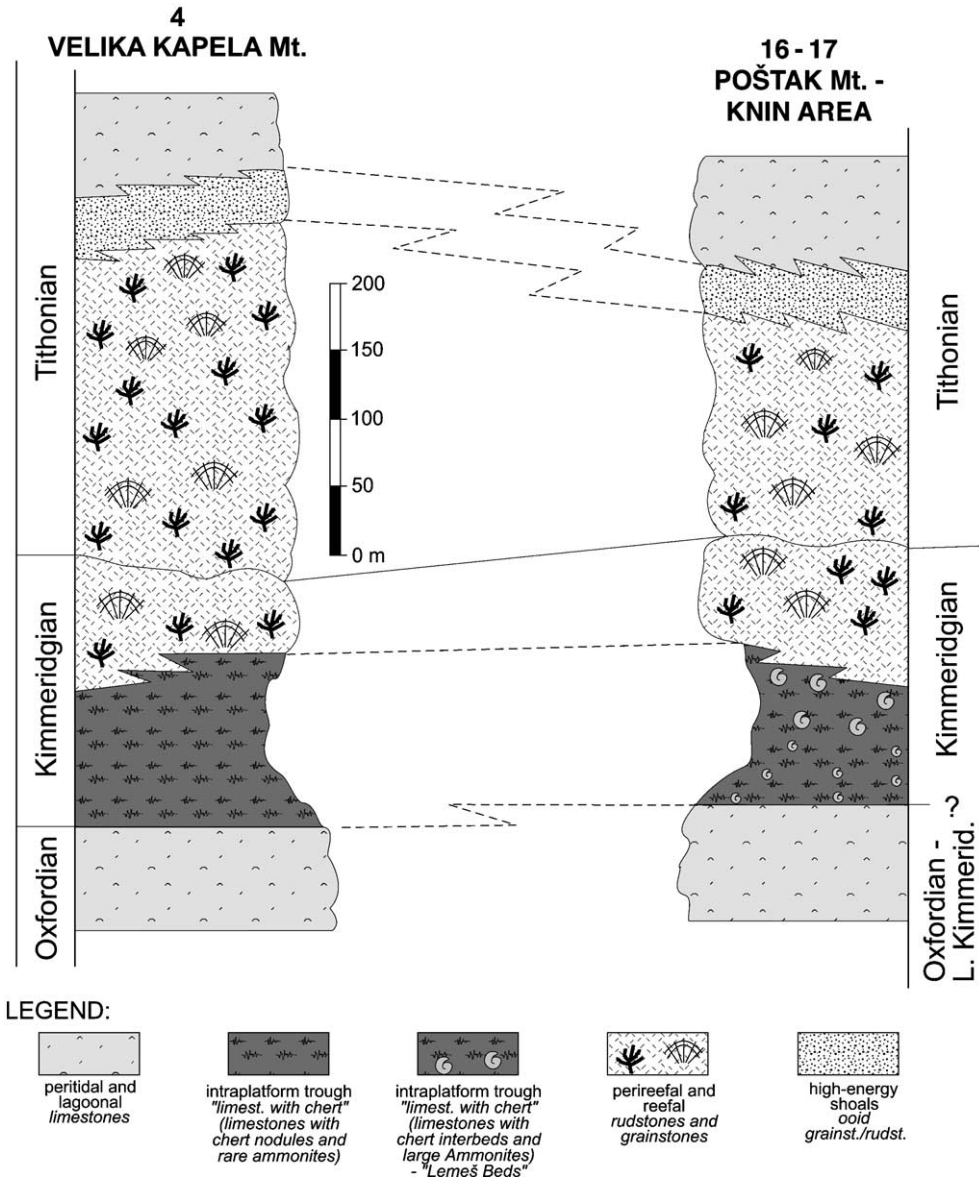 4
VELIKA KAPELA Mt.
16 - 17
POŠTAK Mt. -
KNIN AREA
Tithonian
Kimmeridgian
Oxfordian
200
150
100
50
0 m
Tithonian
Kimmeridgian
?
Oxfordian -
L. Kimmerid.
LEGEND:
peritidal and
lagoonal
limestones
intraplatform trough
"limest. with chert"
(limestones with
chert nodules and
rare ammonites)
intraplatform trough
"limest. with chert"
(limestones with
chert interbeds and
large Ammonites)
- "Lemeš Beds"
perireefal and
reefal
rudstones and
grainstones
high-energy
shoals
ooid
grainst./rudst.